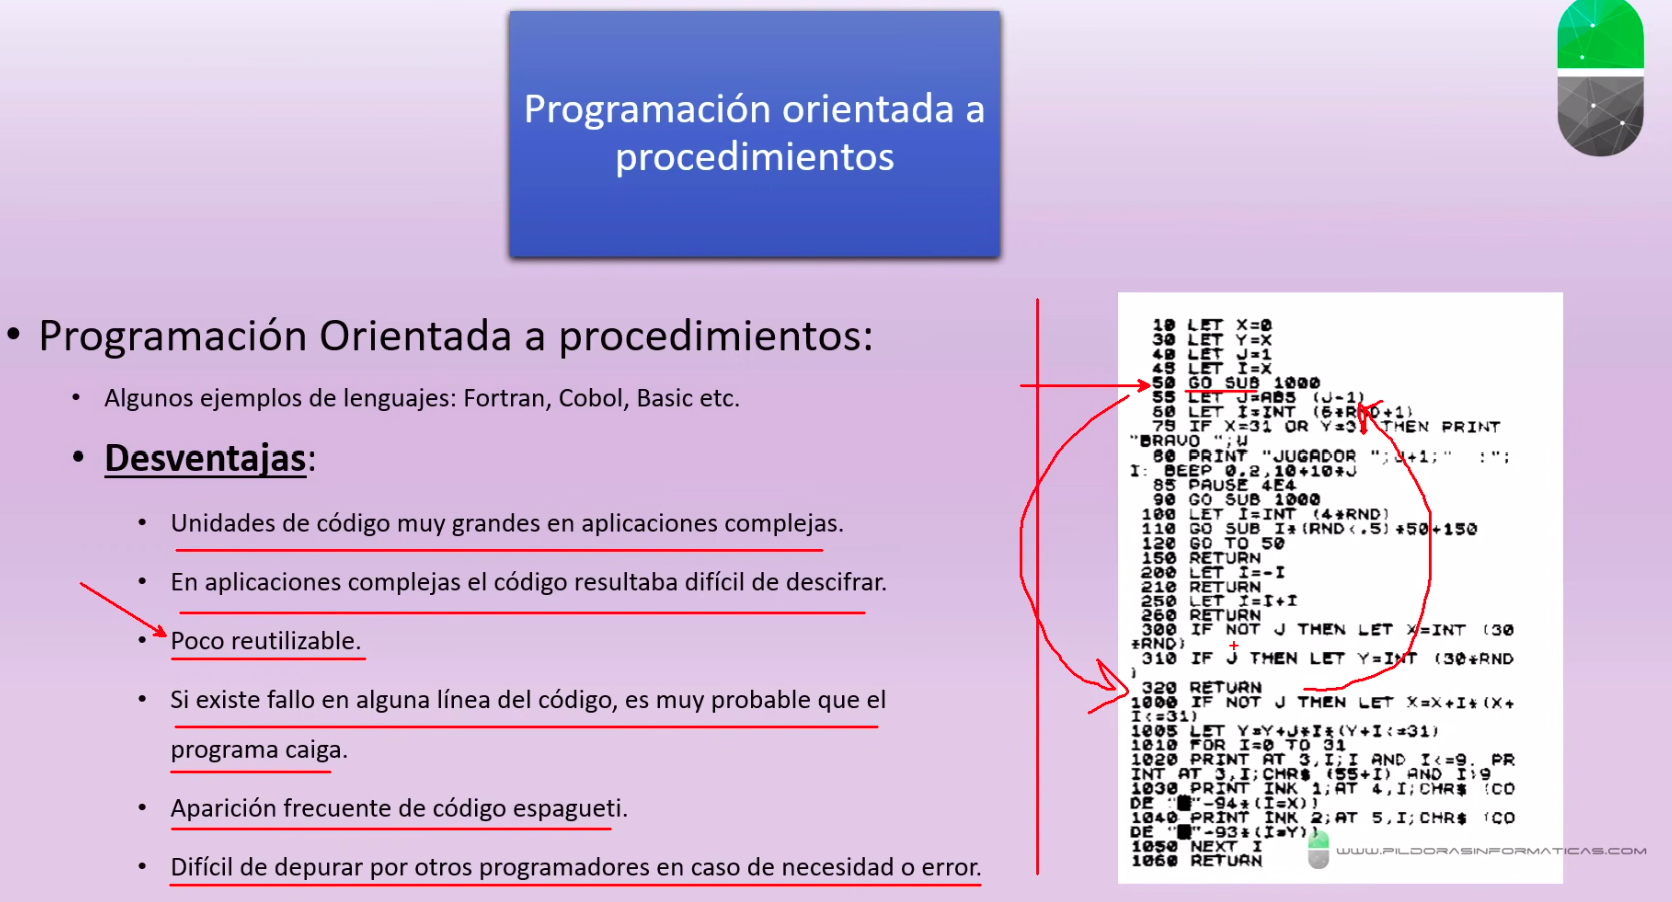 Programación orientada a
procedimientos
• Programación Orientada a procedimientos:
• Algunos ejemplos de lenguajes: Fortran, Cobol, Basic etc.
• Desventajas:
• Unidades de código muy grandes en aplicaciones complejas.
• En aplicaciones complejas el código resultaba difícil de descifrar.
• Poco reutilizable.
• Si existe fallo en alguna línea del código, es muy probable que el
programa caiga.
• Aparición frecuente de código espagueti.
• Difícil de depurar por otros programadores en caso de necesidad o error.
10 LET X=0
30 LET Y=X
40 LET J=1
45 LET I=X
50 GO SUB 1000
55 LET J=ABS (J-1)
LET I=INT (6*RND+1)
75 IF X=31 OR Y=31 THEN PRINT
"BRAVO ";
80 PRINT "JUGADOR ";J+1;" :";
I: BEEP 0.2,10+10*J
85 PAUSE 4E4
90 GO SUB 1000
100 LET I=INT (4*RND)
110 GO SUB I*(RND<.5)*50+150
120 GO TO 50
150 RETURN
200 LET I=-I
210 RETURN
250 LET I=I+I
260 RETURN
300 IF NOT J THEN LET X=INT (30
*RND)
310 IF J THEN LET Y=INT (30*RND
)
320 RETURN
1000 IF NOT J THEN LET X=X+I*(X+
I<=31)
1005 LET Y=Y+J*I*(Y+I<=31)
1010 FOR I=0 TO 31
1020 PRINT AT 3,I;I AND I<=9. PR
INT AT 3,I;CHR$ (55+I) AND I>9
1030 PRINT INK 1;AT 4,I;CHR$ (CO
DE "█"-94*(I=X))
1040 PRINT INK 2;AT 5,I;CHR$ (CO
DE "█"-93*(I=Y))
1050 NEXT I
1060 RETURN
WWW.PILDORASINFORMATICAS.COM